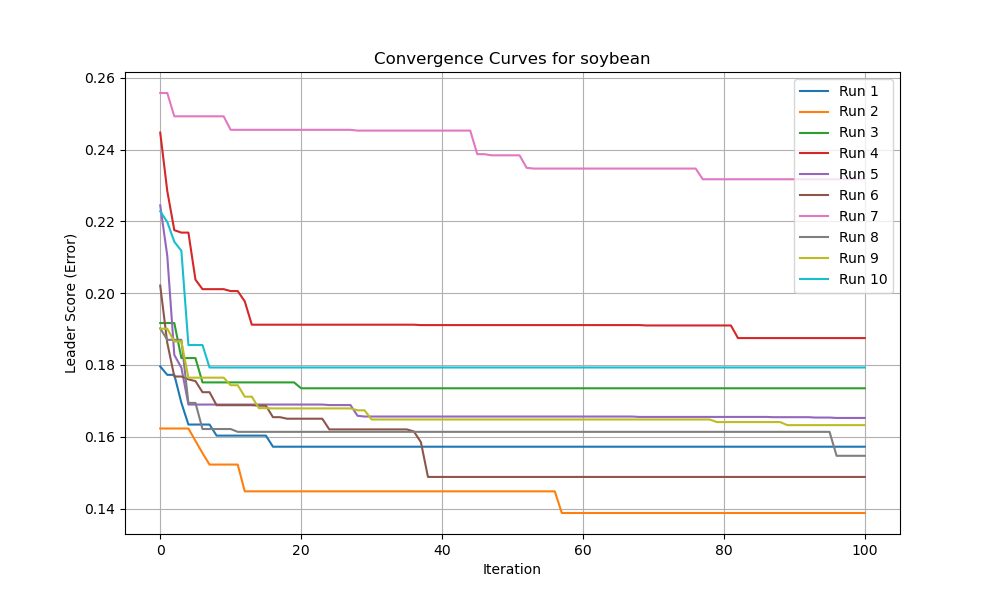 Convergence Curves for soybean
Leader Score (Error)
0.26
0.24
0.22
0.20
0.18
0.16
0.14
Run 1
Run 2
Run 3
Run 4
Run 5
Run 6
Run 7
Run 8
Run 9
Run 10
0 20 40 60 80 100
Iteration